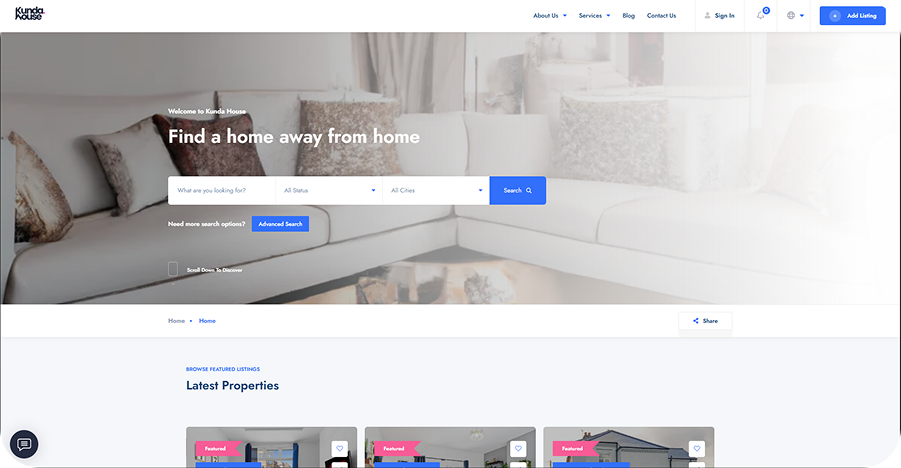 Kunda
House
About Us
Services
Blog
Contact Us
Sign In
0
+ Add Listing
Welcome to Kunda House
Find a home away from home
What are you looking for?
All Status
All Cities
Search
Need more search options?
Advanced Search
Scroll Down To Discover
Home • Home
Share
BROWSE FEATURED LISTINGS
Latest Properties
Featured
Featured
Featured